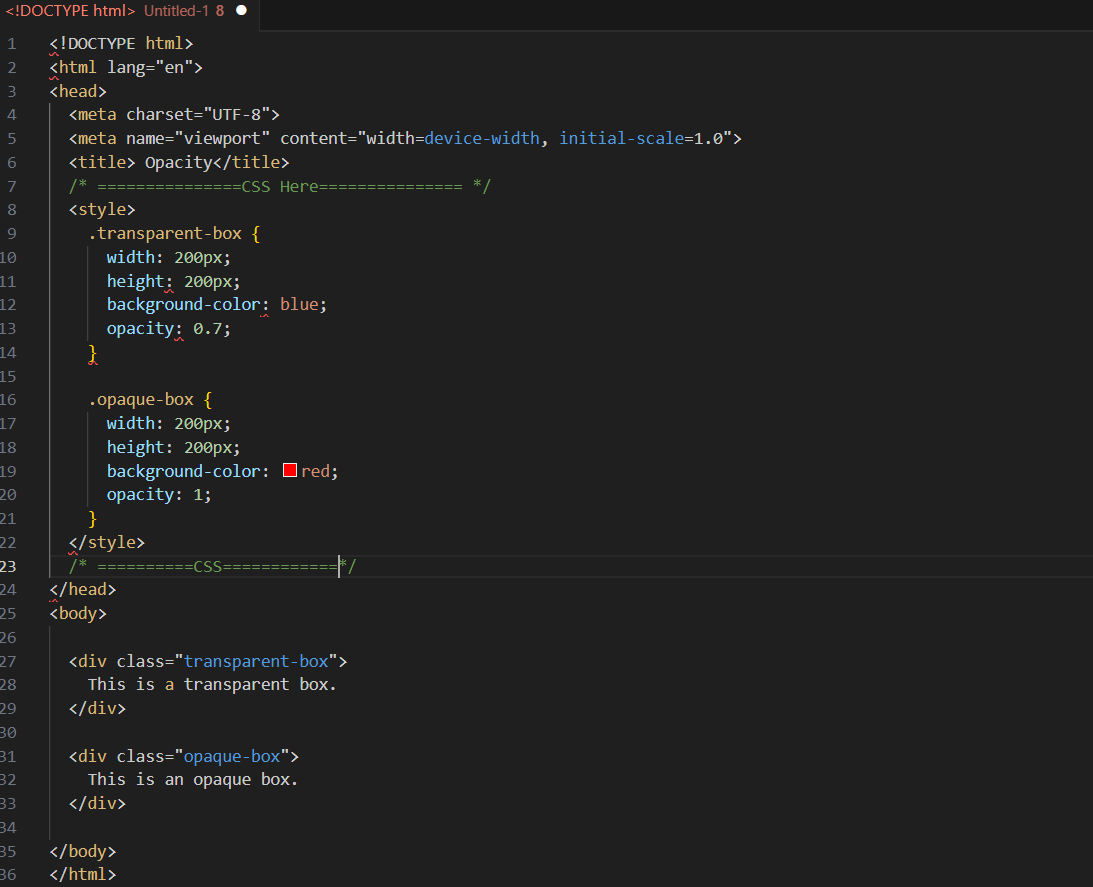 <!DOCTYPE html> Untitled-1 8
1 <!DOCTYPE html>
2 <html lang="en">
3 <head>
4 <meta charset="UTF-8">
5 <meta name="viewport" content="width=device-width, initial-scale=1.0">
6 <title> Opacity</title>
7 /* ===============CSS Here=============== */
8 <style>
9 .transparent-box {
10 width: 200px;
11 height: 200px;
12 background-color: blue;
13 opacity: 0.7;
14 }
15
16 .opaque-box {
17 width: 200px;
18 height: 200px;
19 background-color: red;
20 opacity: 1;
21 }
22 </style>
23 /* ==========CSS============*/
24 </head>
25 <body>
26
27 <div class="transparent-box">
28 This is a transparent box.
29 </div>
30
31 <div class="opaque-box">
32 This is an opaque box.
33 </div>
34
35 </body>
36 </html>